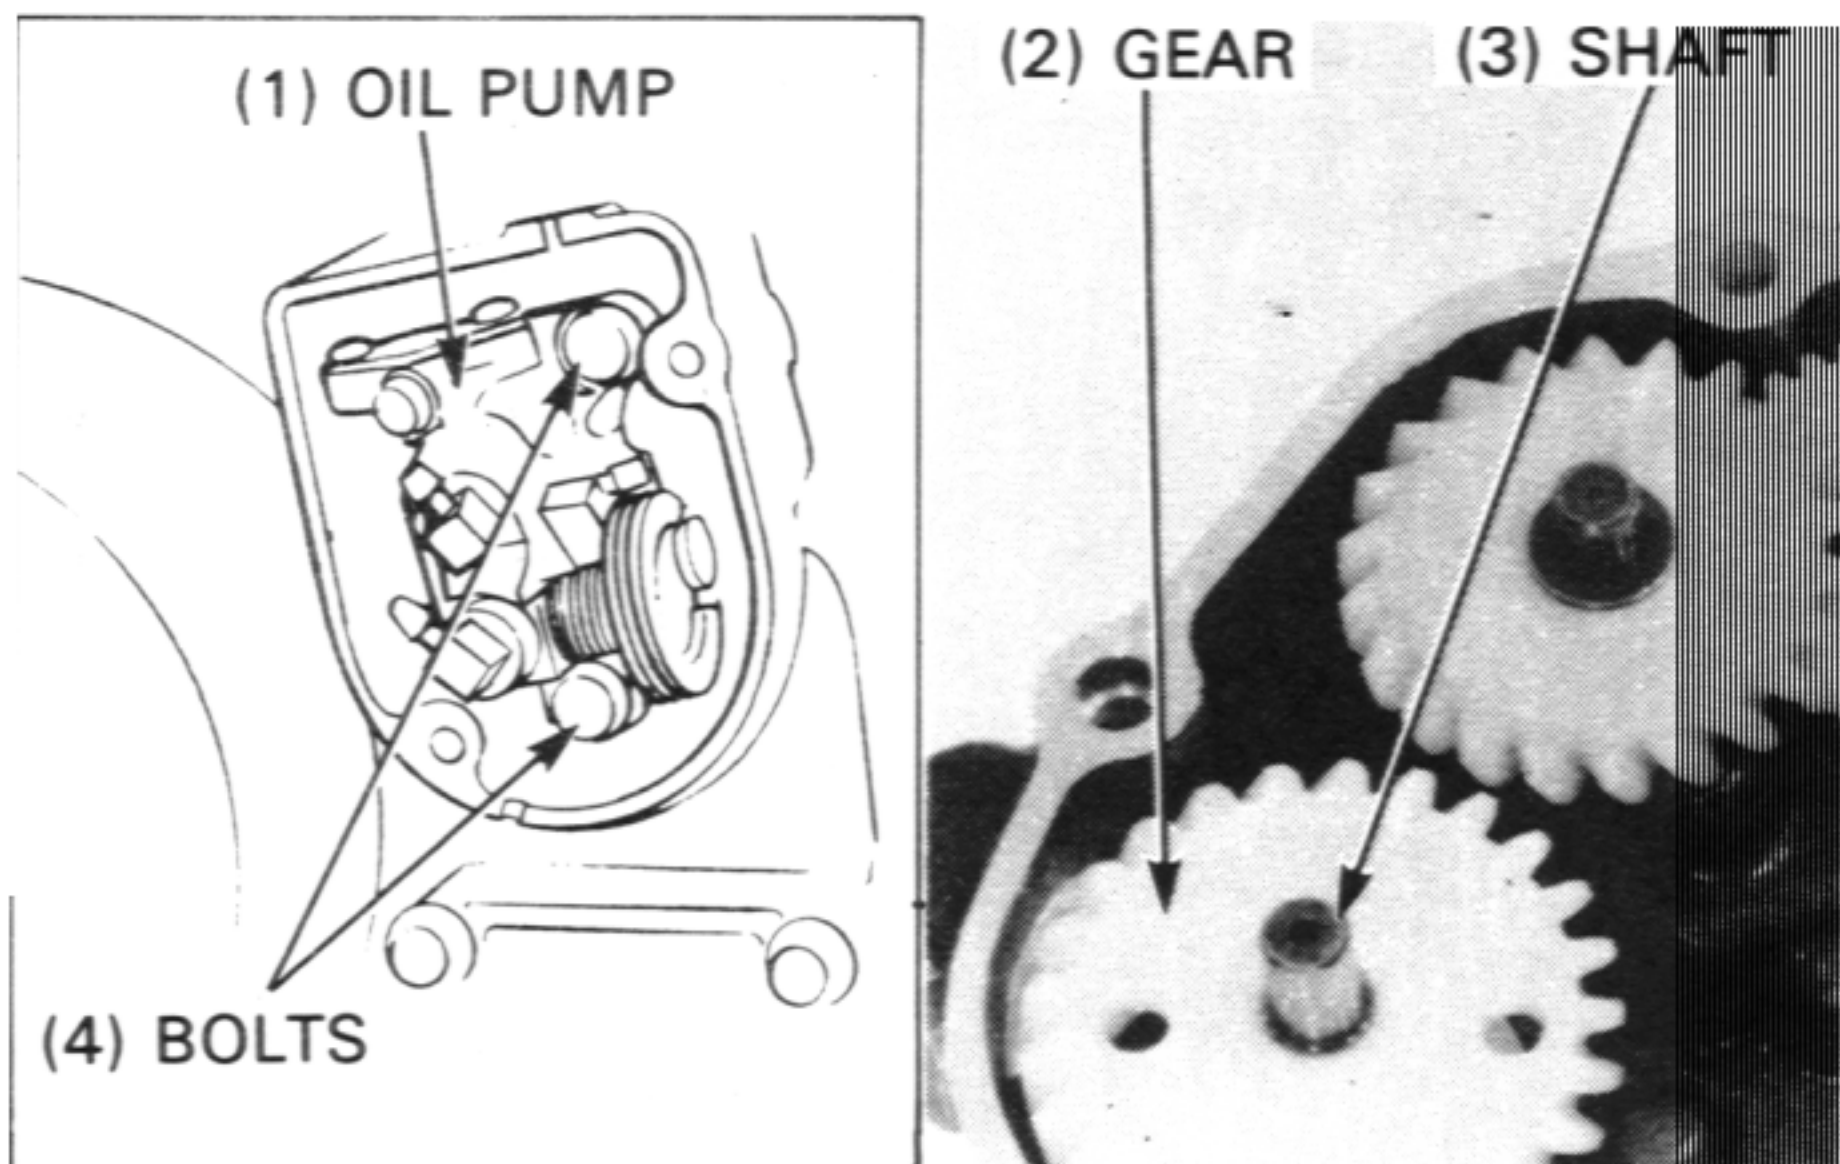 (1) OIL PUMP
(2) GEAR
(3) SHAFT
(4) BOLTS